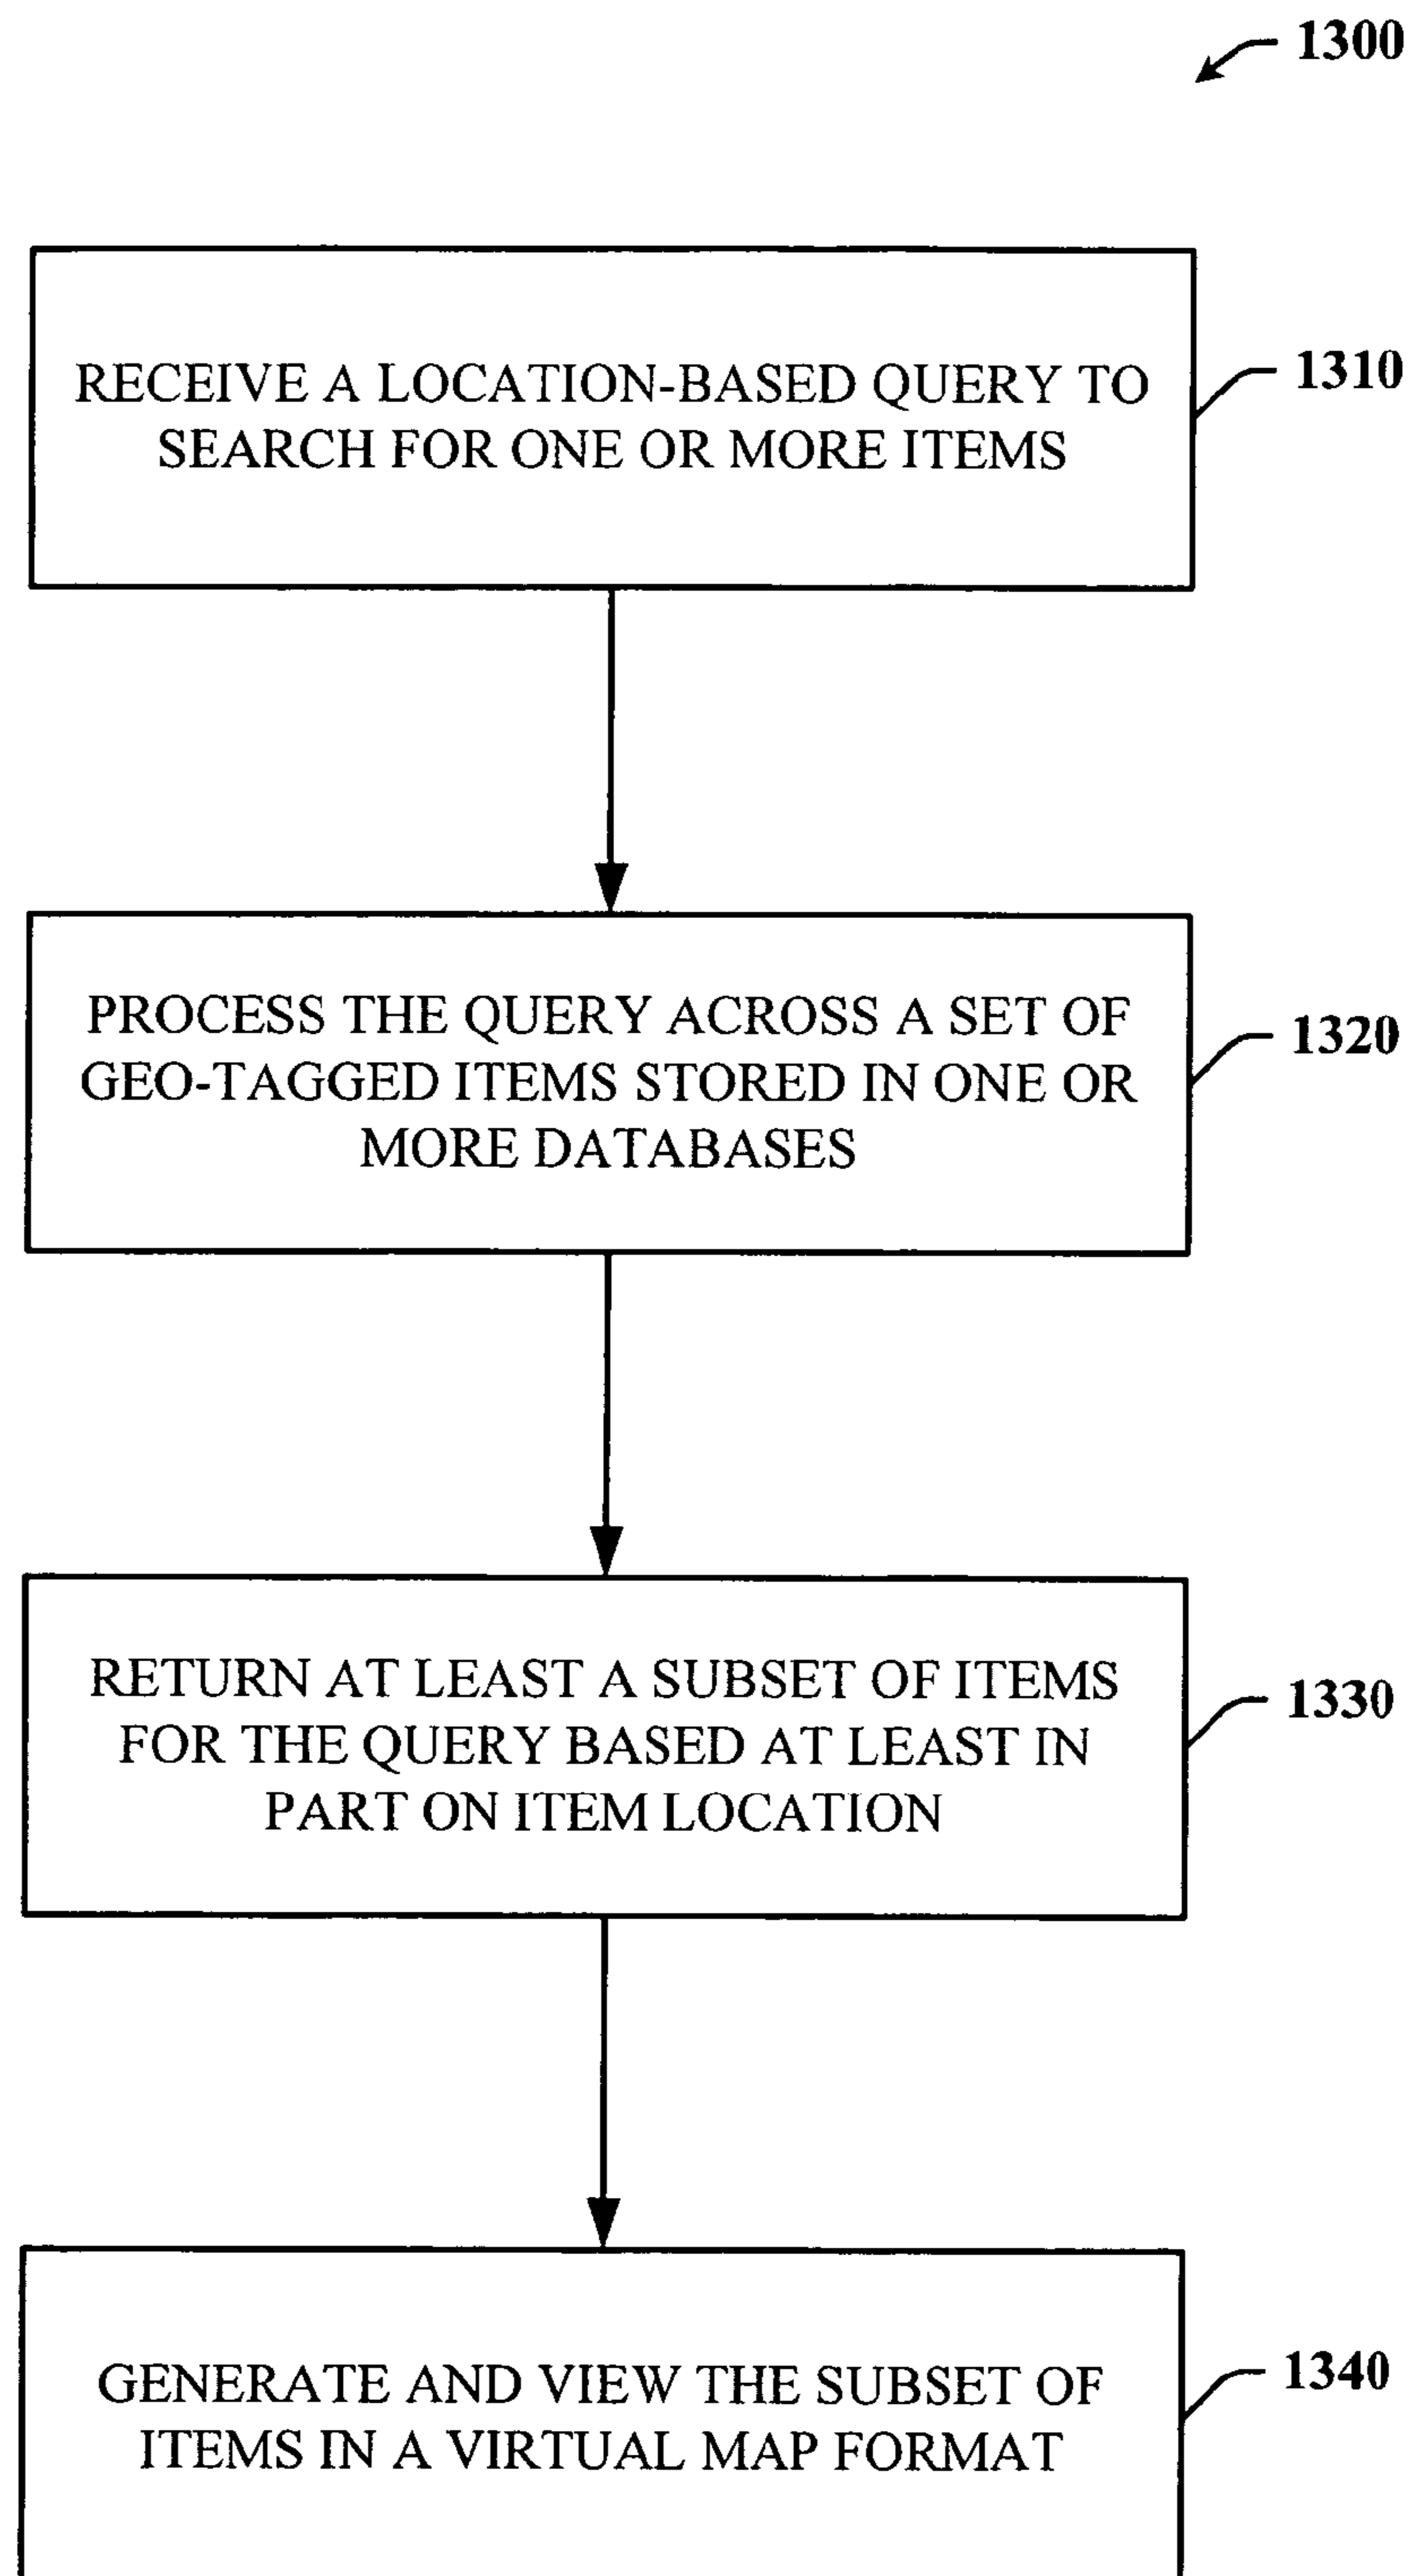 1300
RECEIVE A LOCATION-BASED QUERY TO
SEARCH FOR ONE OR MORE ITEMS
1310
PROCESS THE QUERY ACROSS A SET OF
GEO-TAGGED ITEMS STORED IN ONE OR
MORE DATABASES
1320
RETURN AT LEAST A SUBSET OF ITEMS
FOR THE QUERY BASED AT LEAST IN
PART ON ITEM LOCATION
1330
GENERATE AND VIEW THE SUBSET OF
ITEMS IN A VIRTUAL MAP FORMAT
1340